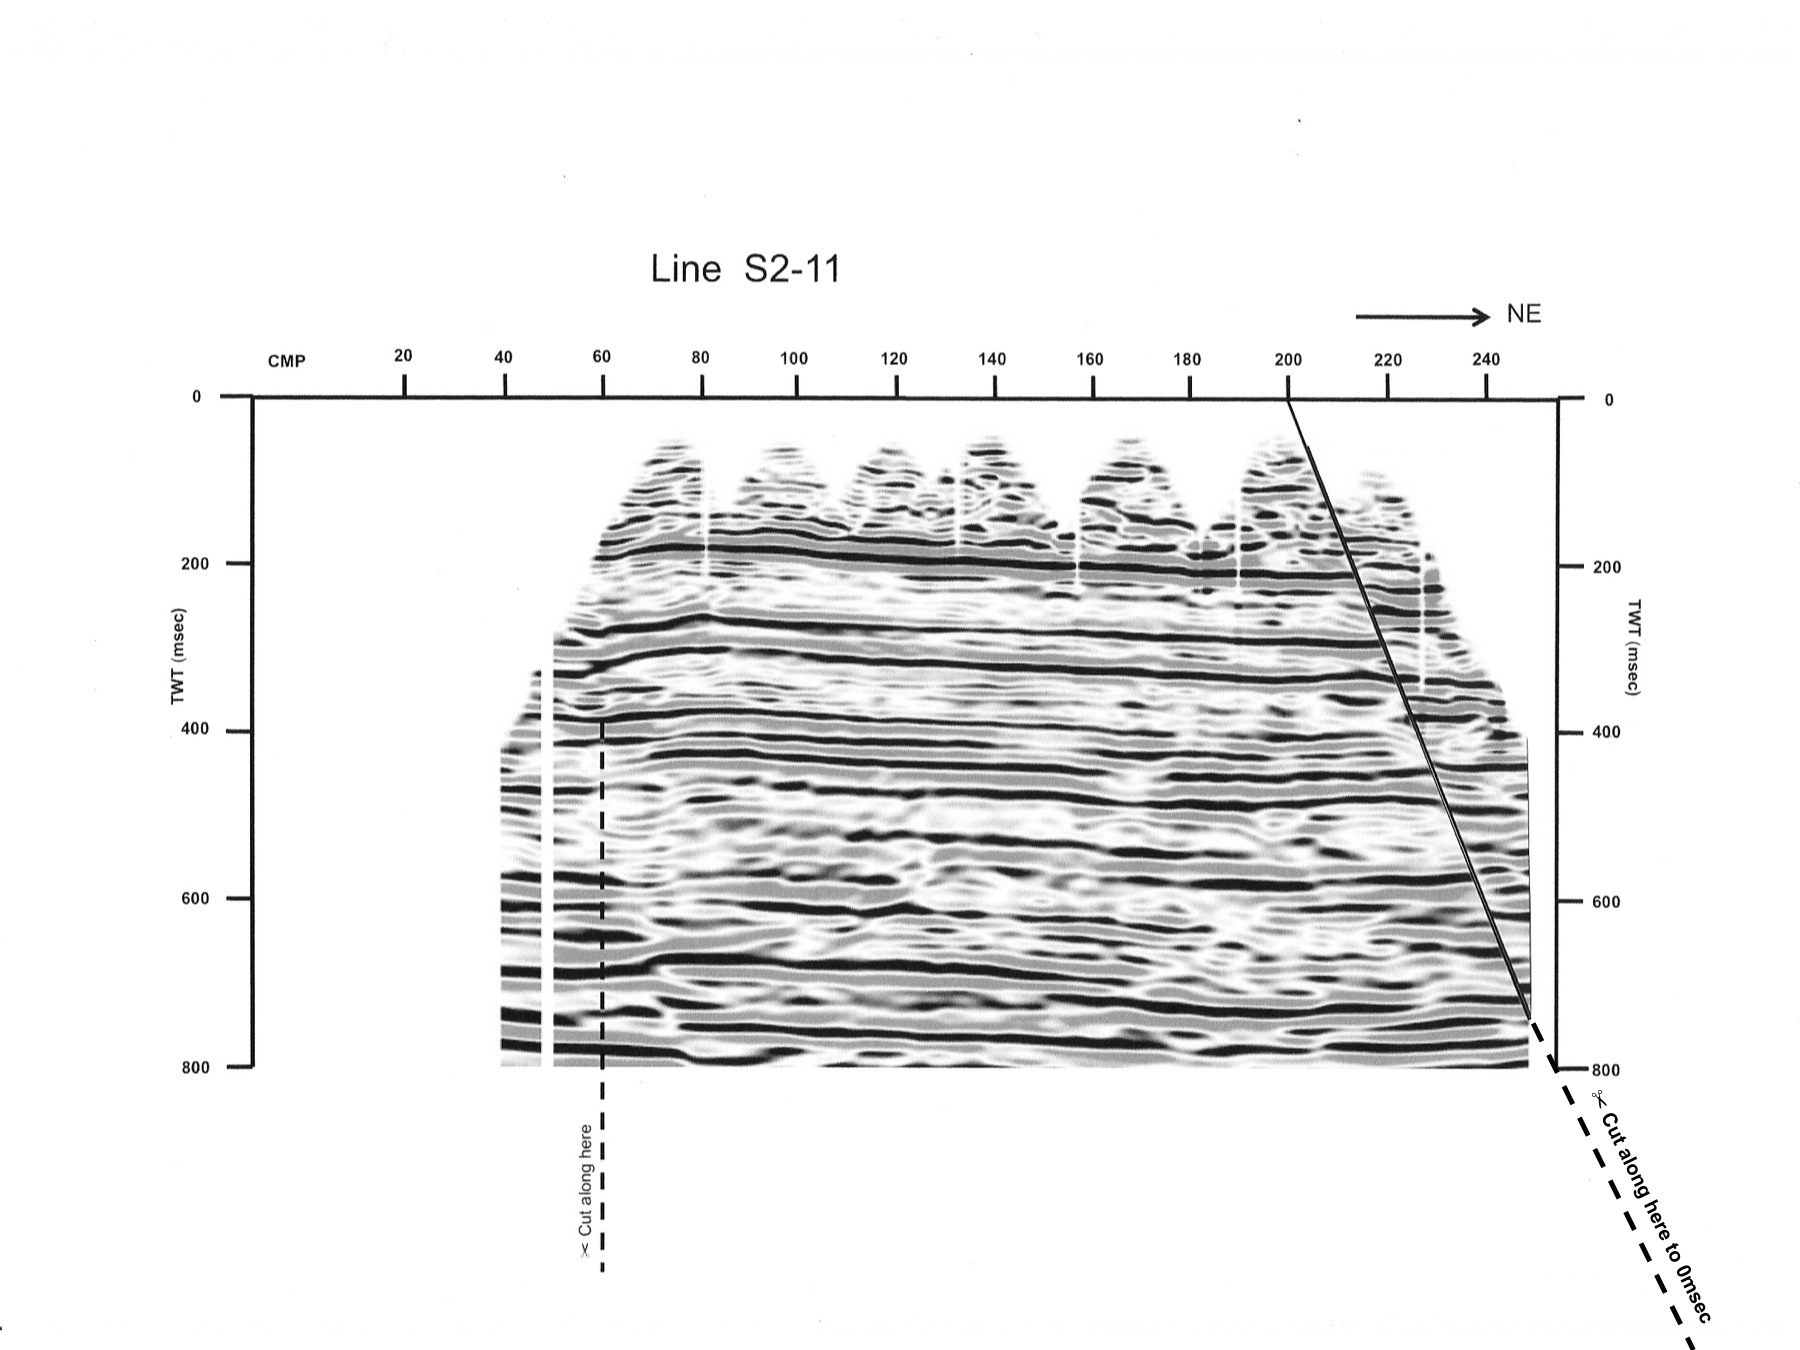 Line S2-11
NE
CMP 20 40 60 80 100 120 140 160 180 200 220 240
0 0
200 200
TWT (msec) TWT (msec)
400 400
600 600
800 800
✂ Cut along here
✂ Cut along here to 0msec